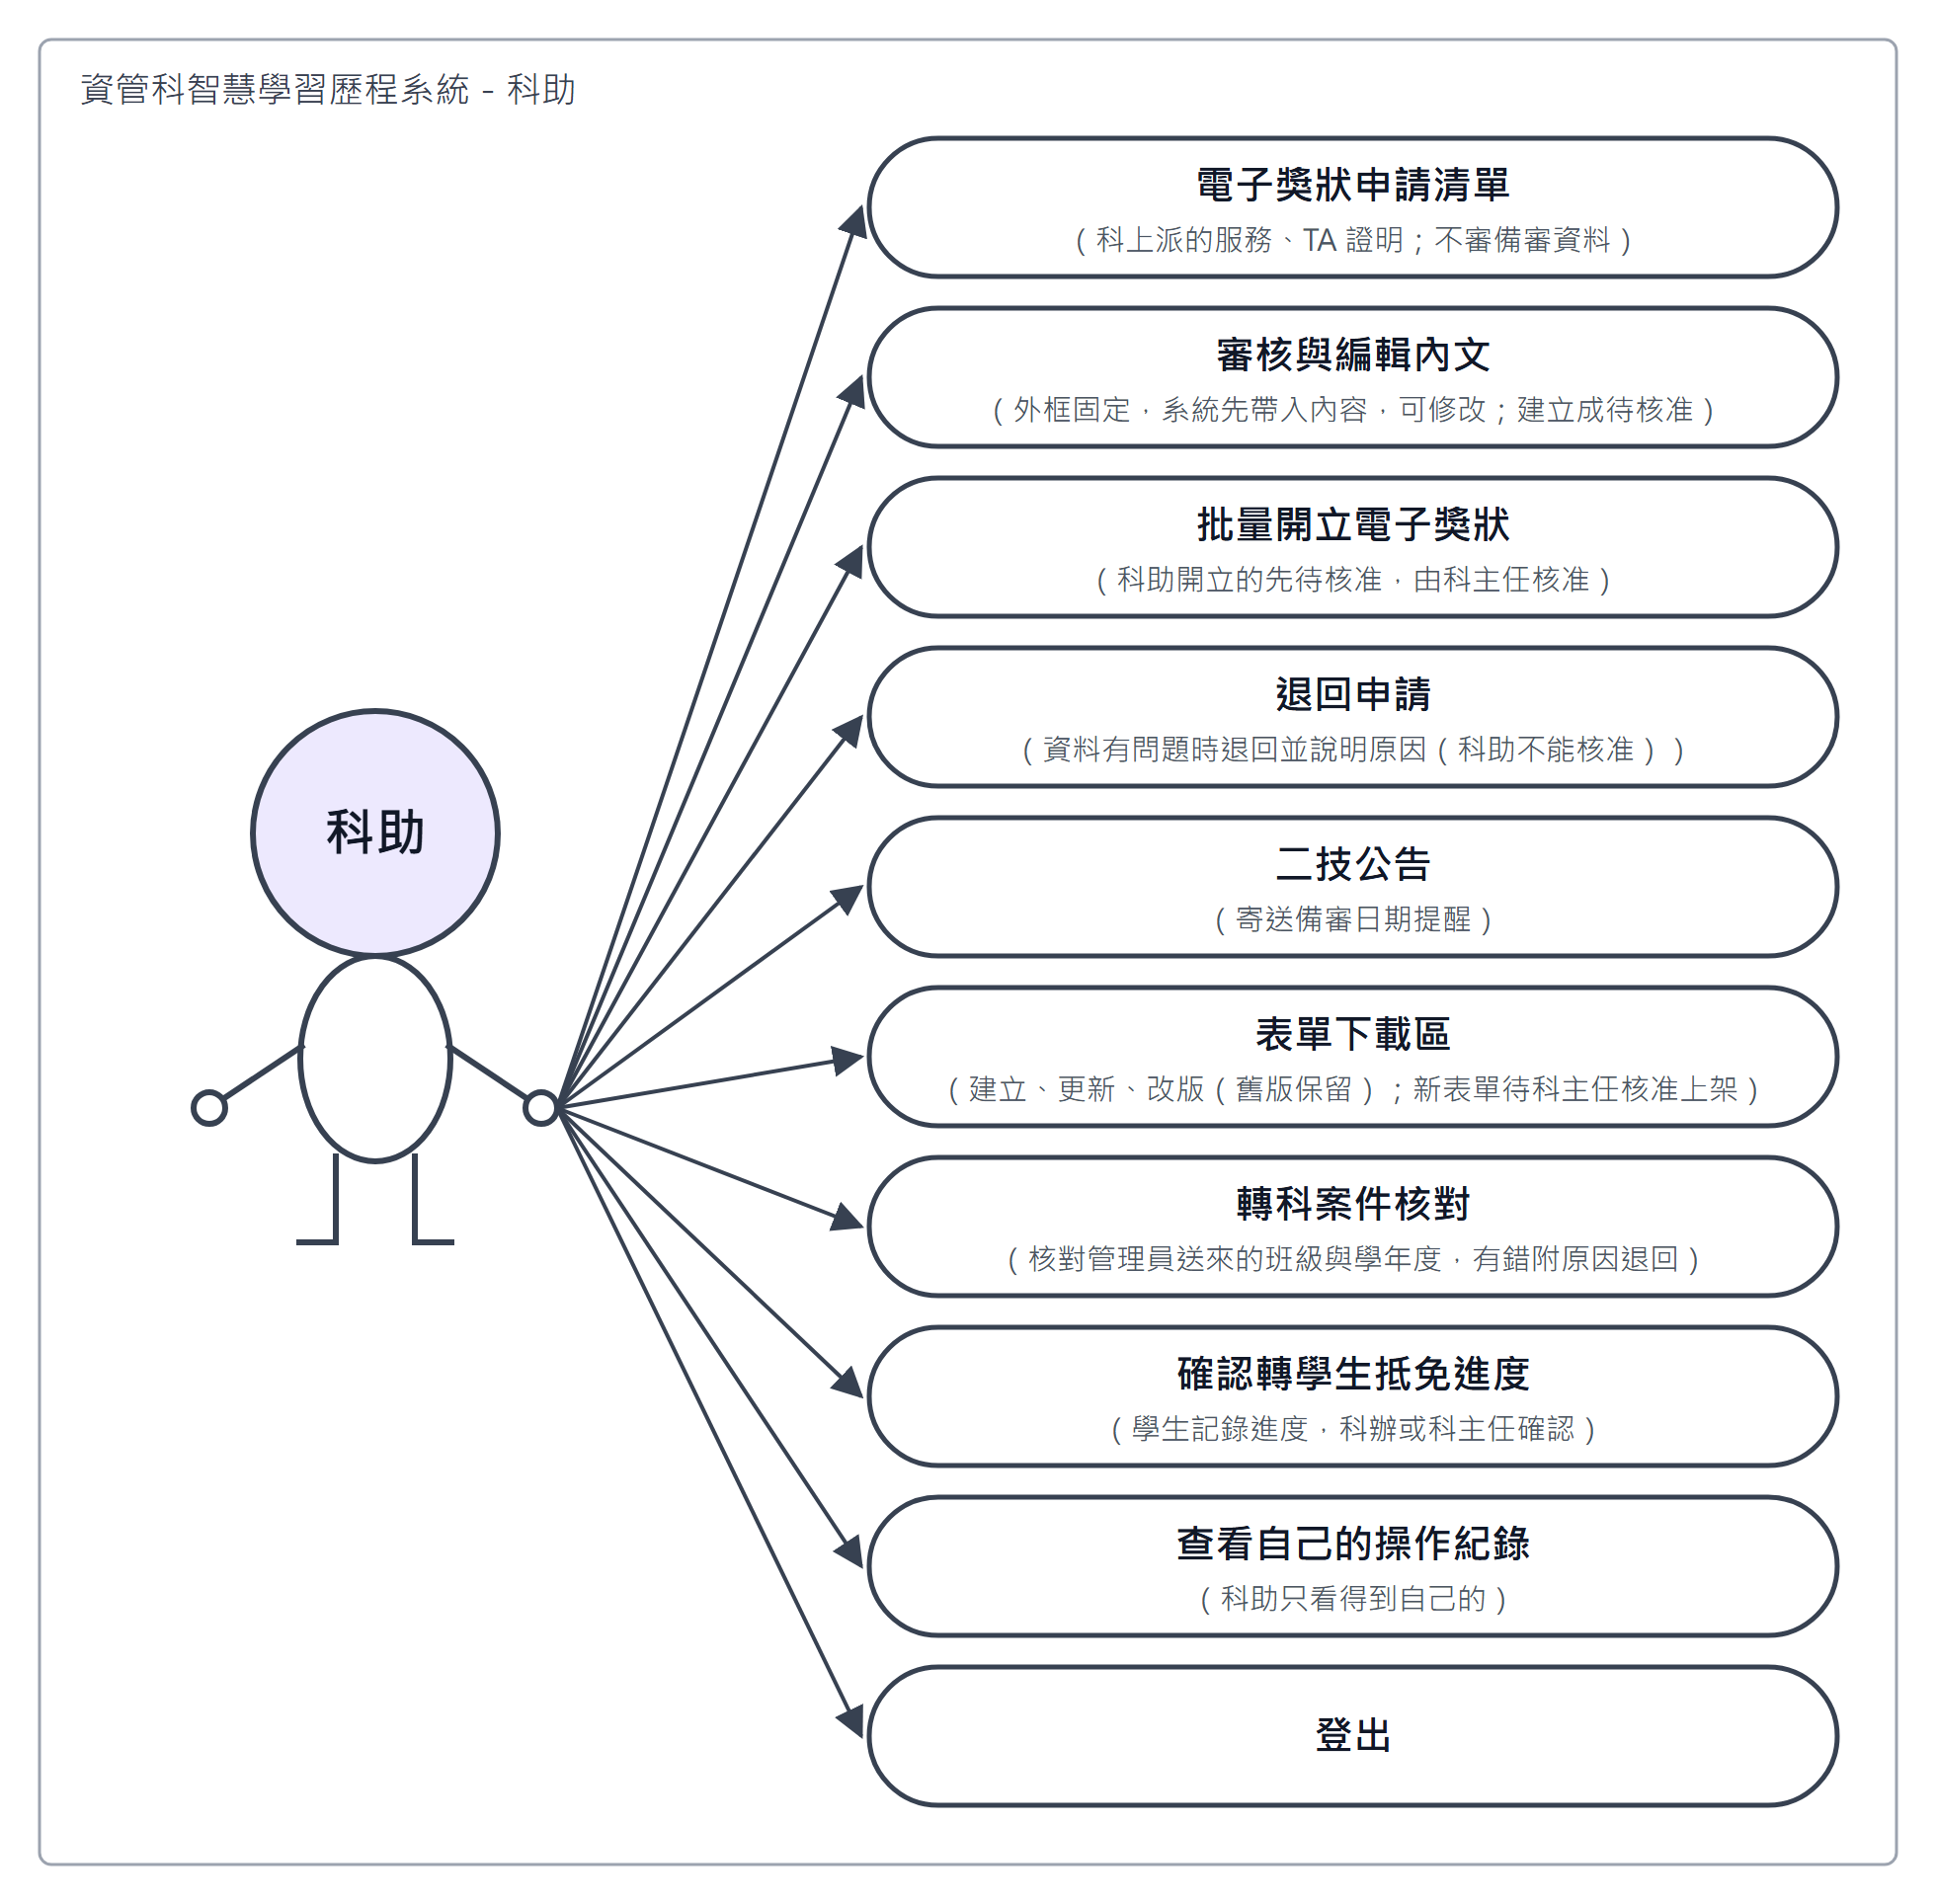 資管科智慧學習歷程系統 - 科助
電子獎狀申請清單
（科上派的服務、TA 證明；不審備審資料）
審核與編輯內文
（外框固定，系統先帶入內容，可修改；建立成待核准）
批量開立電子獎狀
（科助開立的先待核准，由科主任核准）
退回申請
（資料有問題時退回並說明原因（科助不能核准））
科助
二技公告
（寄送備審日期提醒）
表單下載區
（建立、更新、改版（舊版保留）；新表單待科主任核准上架）
轉科案件核對
（核對管理員送來的班級與學年度，有錯附原因退回）
確認轉學生抵免進度
（學生記錄進度，科辦或科主任確認）
查看自己的操作紀錄
（科助只看得到自己的）
登出